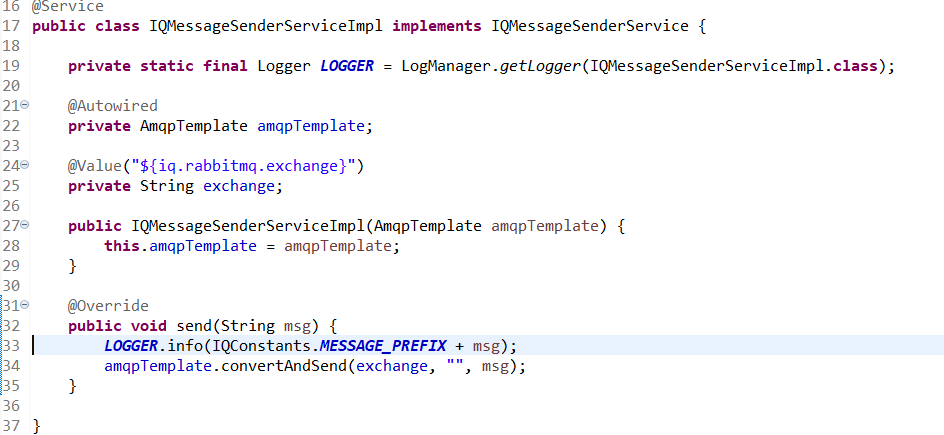 16 @Service
17 public class IQMessageSenderServiceImpl implements IQMessageSenderService {
18
19     private static final Logger LOGGER = LogManager.getLogger(IQMessageSenderServiceImpl.class);
20
21     @Autowired
22     private AmqpTemplate amqpTemplate;
23
24     @Value("${iq.rabbitmq.exchange}")
25     private String exchange;
26
27     public IQMessageSenderServiceImpl(AmqpTemplate amqpTemplate) {
28         this.amqpTemplate = amqpTemplate;
29     }
30
31     @Override
32     public void send(String msg) {
33         LOGGER.info(IQConstants.MESSAGE_PREFIX + msg);
34         amqpTemplate.convertAndSend(exchange, "", msg);
35     }
36
37 }